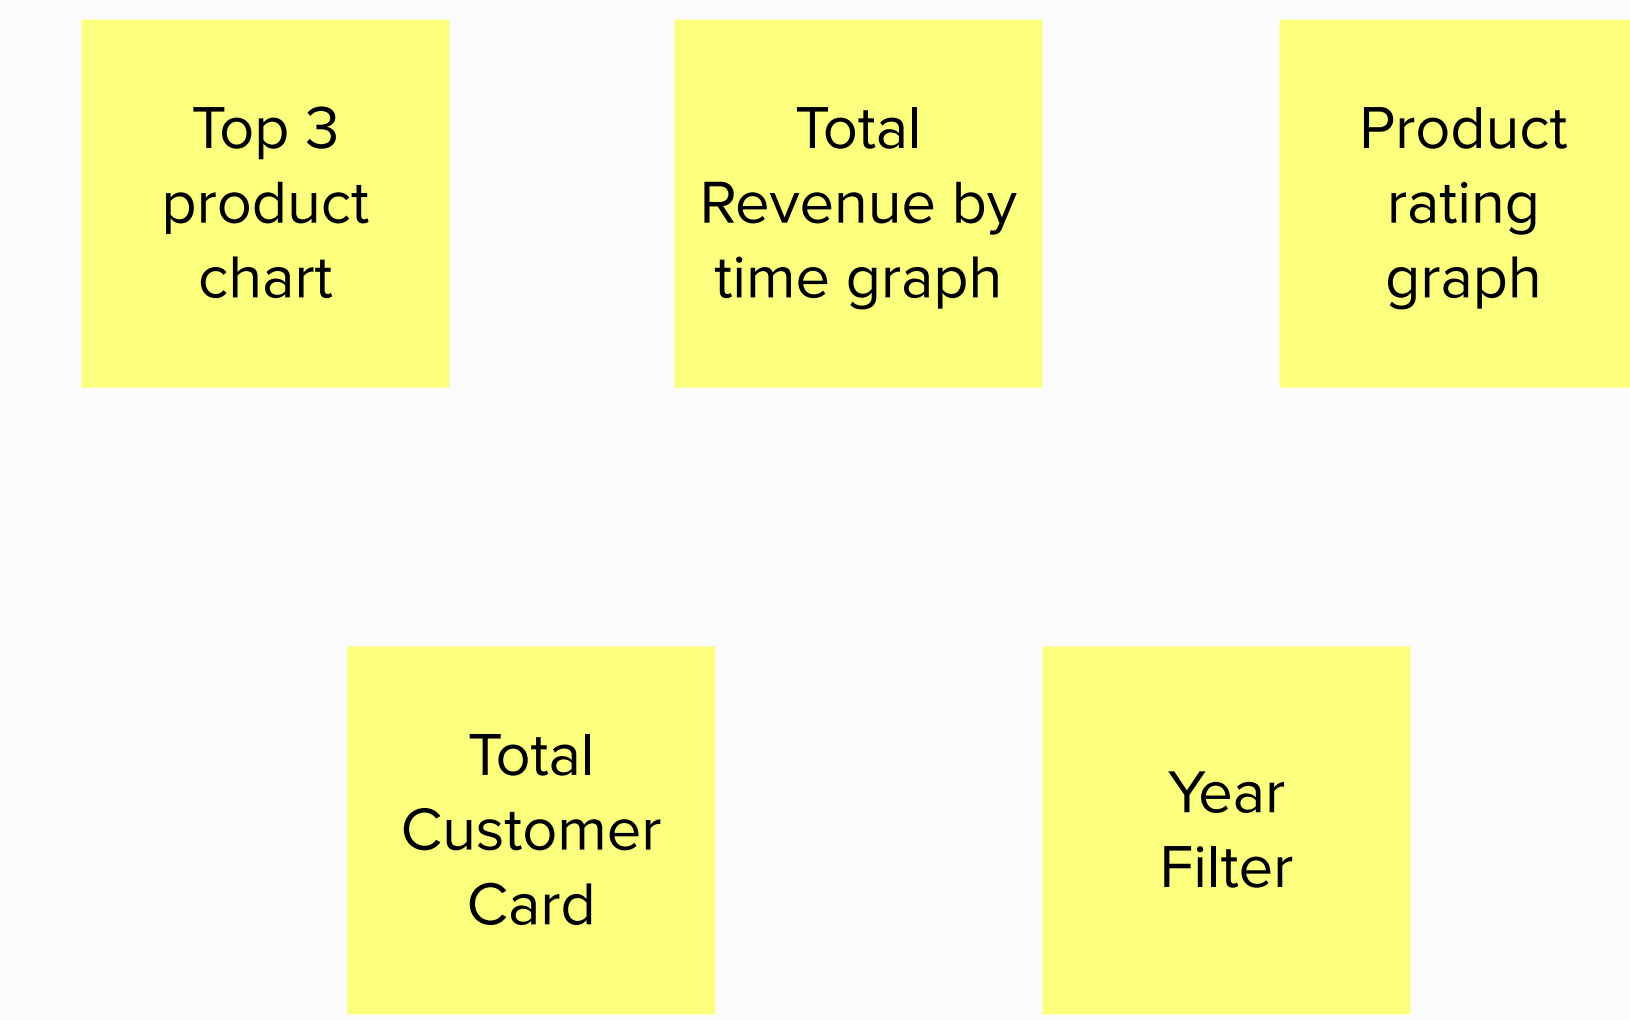 Top 3
product
chart
Total
Revenue by
time graph
Product
rating
graph
Total
Customer
Card
Year
Filter